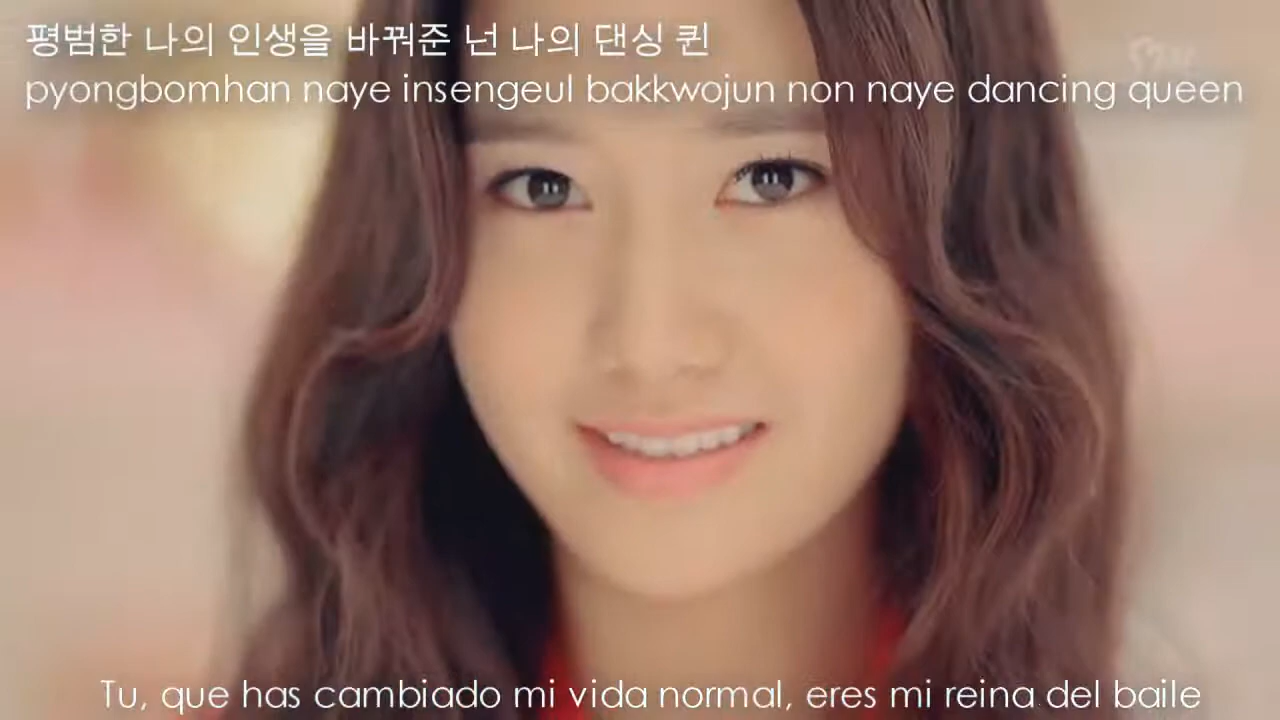 평범한 나의 인생을 바꿔준 넌 나의 댄싱 퀸
pyongbomhan naye insengeul bakkwojun non naye dancing queen
Tu, que has cambiado mi vida normal, eres mi reina del baile